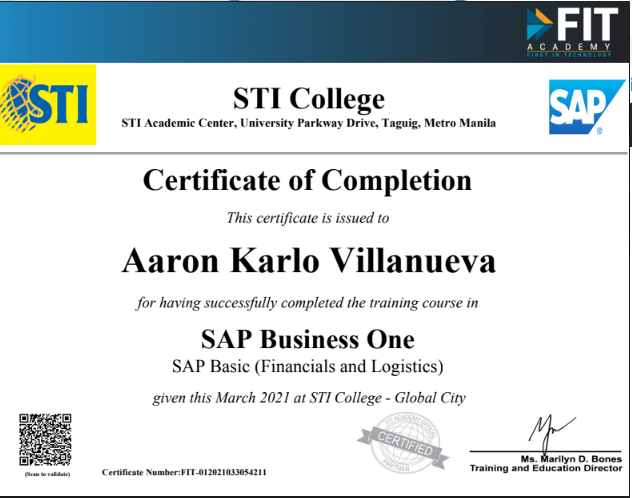 FIT
ACADEMY
FIRST IN TECHNOLOGY
STI
STI College
STI Academic Center, University Parkway Drive, Taguig, Metro Manila
SAP
®
Certificate of Completion
This certificate is issued to
Aaron Karlo Villanueva
for having successfully completed the training course in
SAP Business One
SAP Basic (Financials and Logistics)
given this March 2021 at STI College - Global City
FIT ACADEMY OFFICIAL
CERTIFIED
PARTNER
(Scan to validate)
Certificate Number:FIT-012021033054211
Ms. Marilyn D. Bones
Training and Education Director